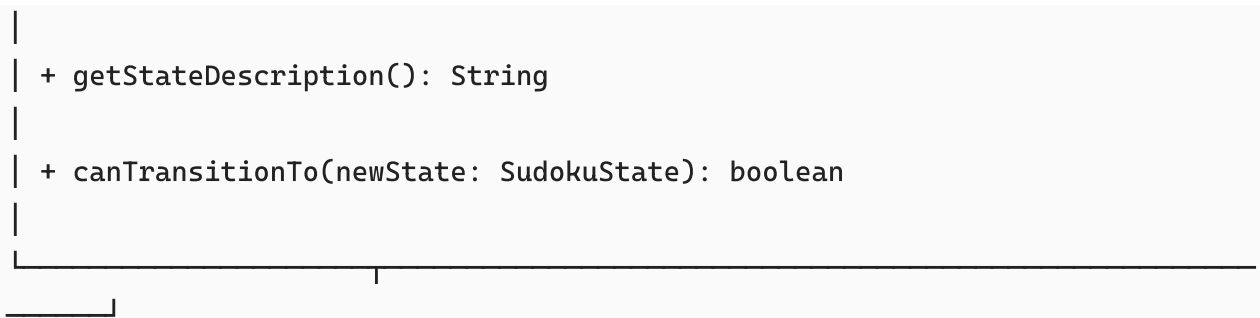 + getStateDescription(): String
+ canTransitionTo(newState: SudokuState): boolean